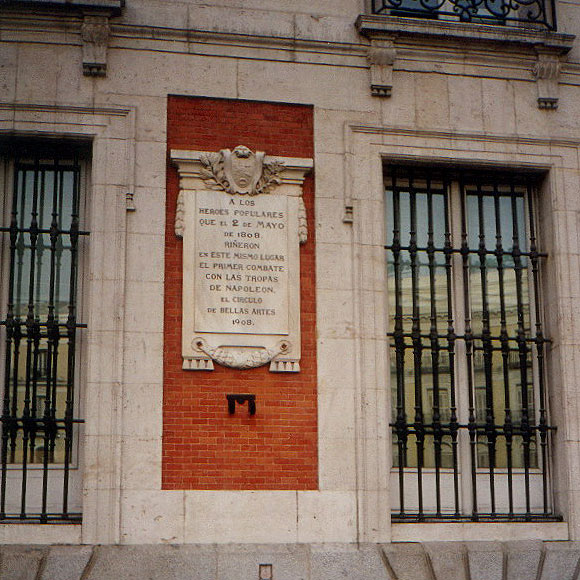 A LOS
HEROES POPULARES
QUE EL 2 DE MAYO
DE 1808.
RIÑERON
EN ESTE MISMO LUGAR
EL PRIMER COMBATE
CON LAS TROPAS
DE NAPOLEON.
EL CIRCULO
DE BELLAS ARTES
1908.